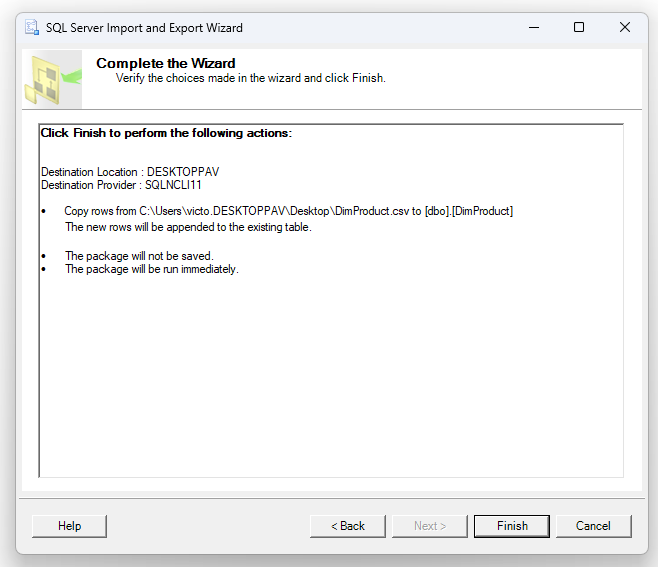 SQL Server Import and Export Wizard
Complete the Wizard
Verify the choices made in the wizard and click Finish.
Click Finish to perform the following actions:
Destination Location : DESKTOPPAV
Destination Provider : SQLNCLI11
• Copy rows from C:\Users\victo.DESKTOPPAV\Desktop\DimProduct.csv to [dbo].[DimProduct]
The new rows will be appended to the existing table.
• The package will not be saved.
• The package will be run immediately.
Help
< Back
Next >
Finish
Cancel